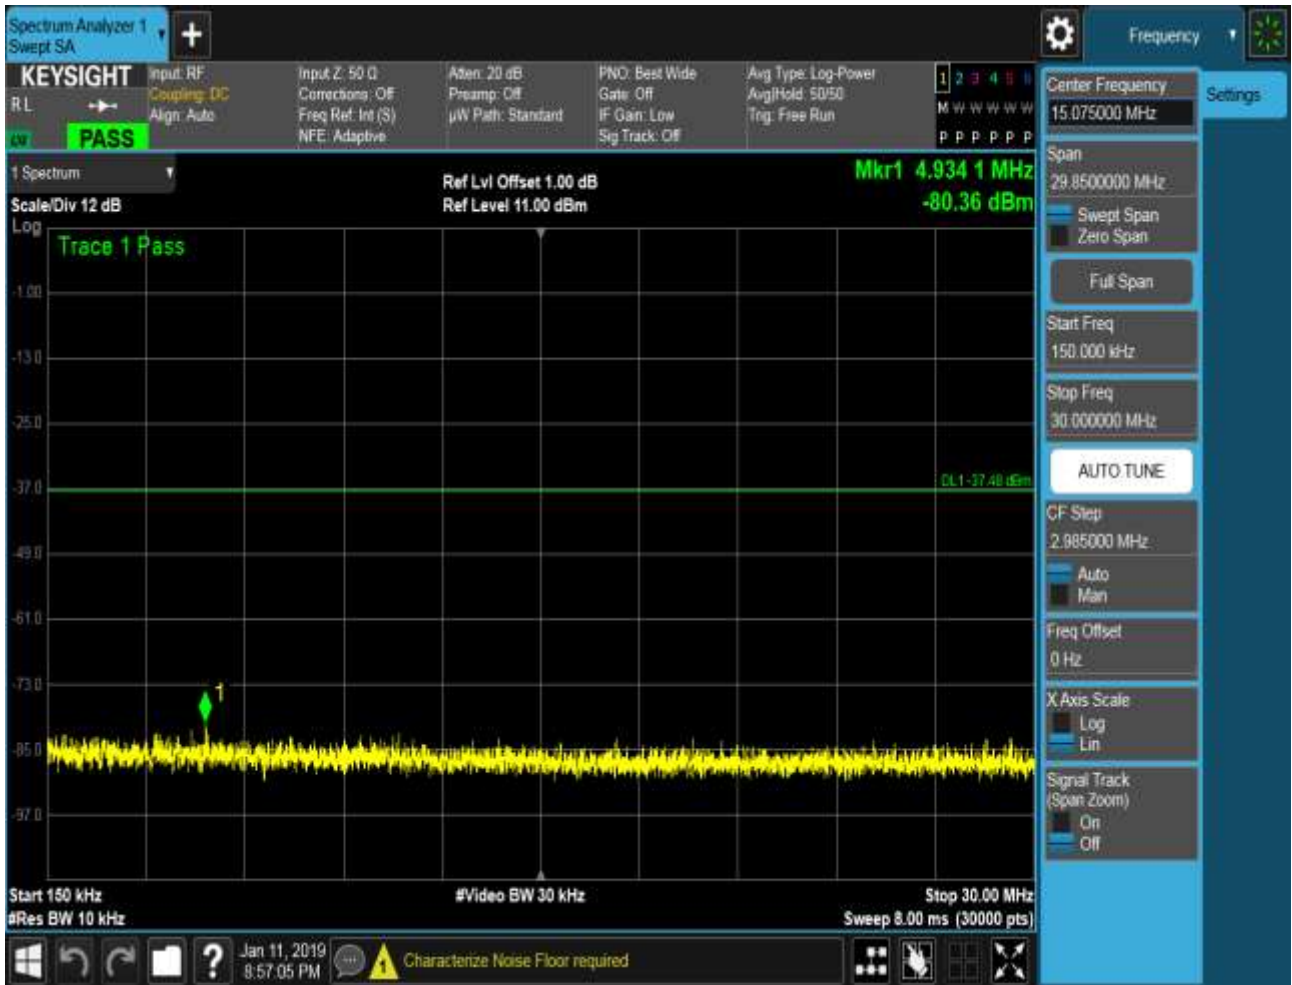 Spectrum Analyzer 1
Swept SA
+
Frequency
KEYSIGHT
R L
PASS
Input: RF
Coupling: DC
Align: Auto
Input Z: 50 Ω
Corrections: Off
Freq Ref: Int (S)
NFE: Adaptive
Atten: 20 dB
Preamp: Off
µW Path: Standard
PNO: Best Wide
Gate: Off
IF Gain: Low
Sig Track: Off
Avg Type: Log-Power
Avg|Hold: 50/50
Trig: Free Run
1 2 3 4 5 6
M W W W W W
P P P P P P
1 Spectrum
Scale/Div 12 dB
Log
Ref Lvl Offset 1.00 dB
Ref Level 11.00 dBm
Mkr1 4.934 1 MHz
-80.36 dBm
Trace 1 Pass
-1.00
-13.0
-25.0
-37.0
DL1 -37.48 dBm
-49.0
-61.0
-73.0
1
-85.0
-97.0
Start 150 kHz
#Res BW 10 kHz
#Video BW 30 kHz
Stop 30.00 MHz
Sweep 8.00 ms (30000 pts)
Center Frequency
15.075000 MHz
Settings
Span
29.8500000 MHz
Swept Span
Zero Span
Full Span
Start Freq
150.000 kHz
Stop Freq
30.000000 MHz
AUTO TUNE
CF Step
2.985000 MHz
Auto
Man
Freq Offset
0 Hz
X Axis Scale
Log
Lin
Signal Track
(Span Zoom)
On
Off
?
Jan 11, 2019
8:57:05 PM
1
Characterize Noise Floor required